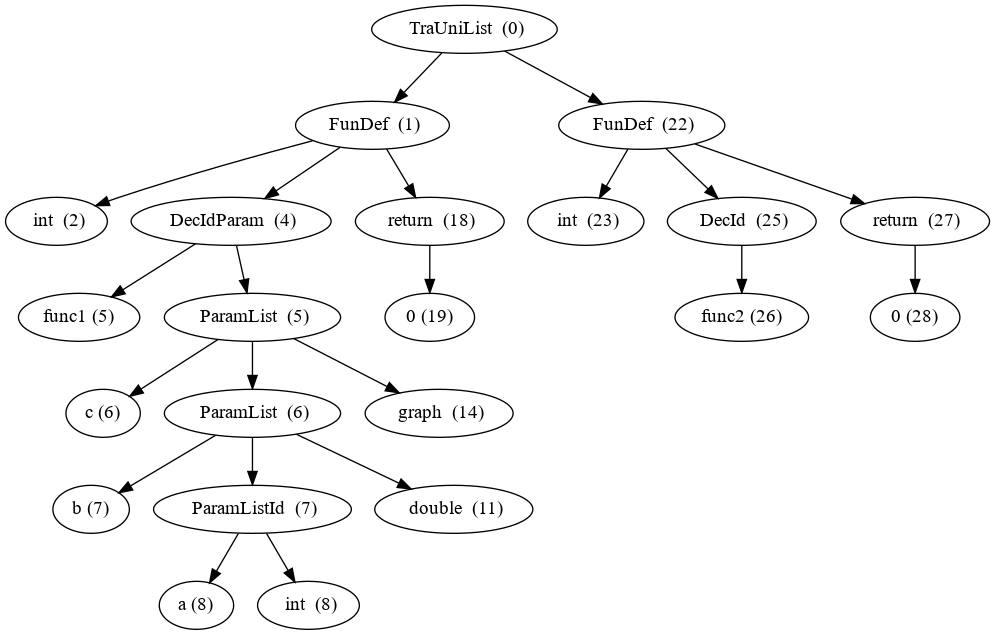 TraUniList (0)
FunDef (1)
FunDef (22)
int (2)
DecIdParam (4)
return (18)
int (23)
DecId (25)
return (27)
func1 (5)
ParamList (5)
0 (19)
func2 (26)
0 (28)
c (6)
ParamList (6)
graph (14)
b (7)
ParamListId (7)
double (11)
a (8)
int (8)